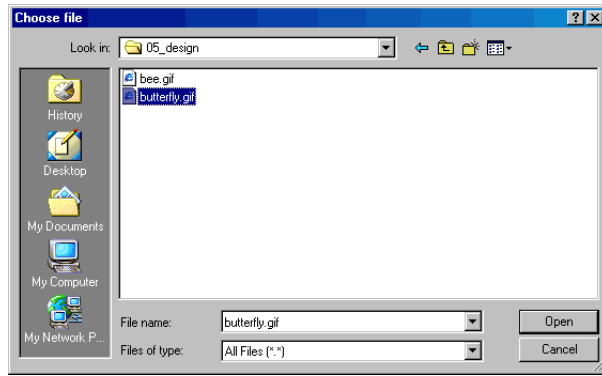 Choose file
Look in:
05_design
bee.gif
butterfly.gif
History
Desktop
My Documents
My Computer
My Network P...
File name:
butterfly.gif
Open
Files of type:
All Files (*.*)
Cancel